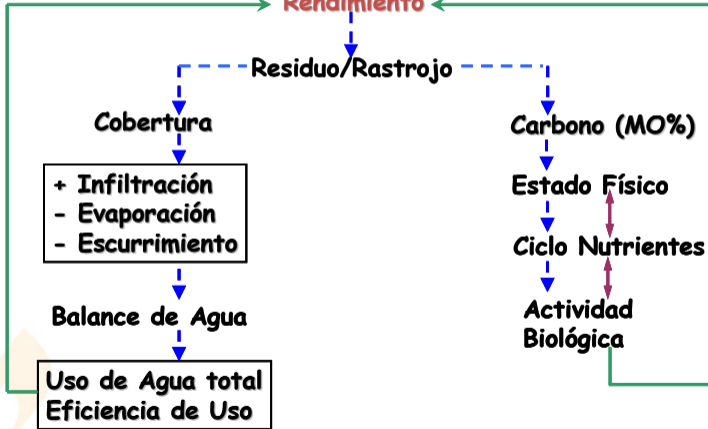 Rendimiento
Residuo/Rastrojo
Cobertura
+ Infiltración
- Evaporación
- Escurrimiento
Balance de Agua
Uso de Agua total
Eficiencia de Uso
Carbono (MO%)
Estado Físico
Ciclo Nutrientes
Actividad
Biológica